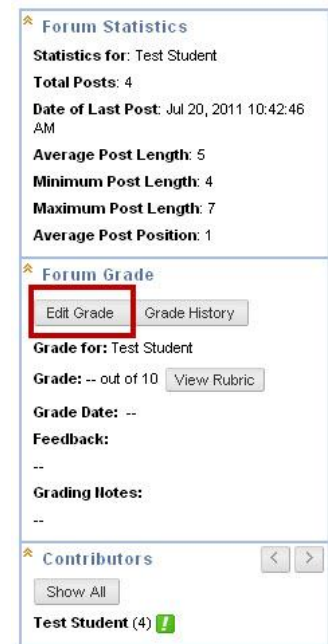 Forum Statistics
Statistics for: Test Student
Total Posts: 4
Date of Last Post: Jul 20, 2011 10:42:46
AM
Average Post Length: 5
Minimum Post Length: 4
Maximum Post Length: 7
Average Post Position: 1
Forum Grade
Edit Grade Grade History
Grade for: Test Student
Grade: -- out of 10 View Rubric
Grade Date: --
Feedback:
--
Grading Notes:
--
Contributors < >
Show All
Test Student (4) !